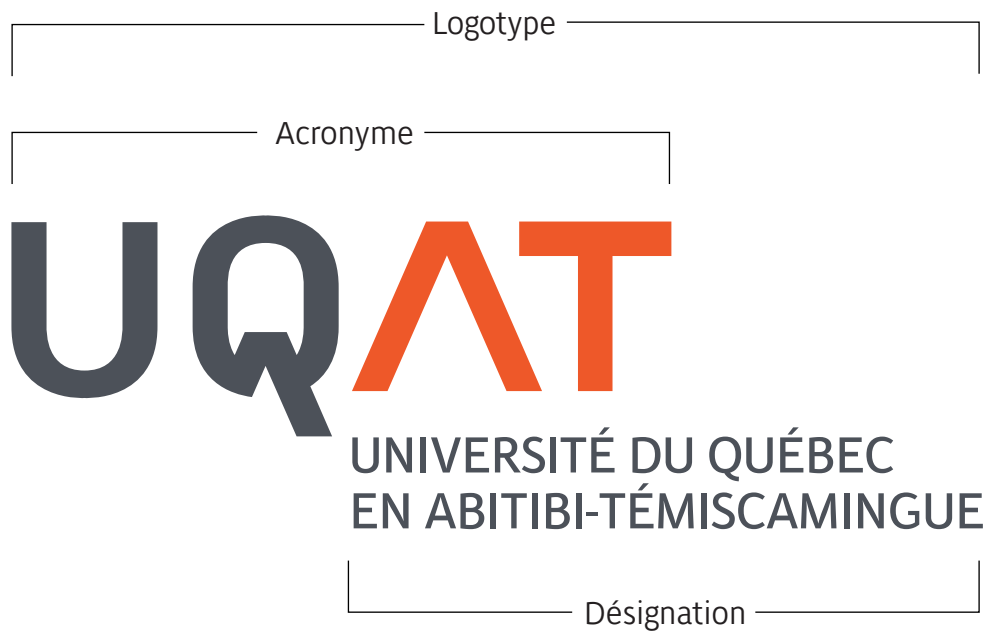 Logotype
Acronyme
UQAT
UNIVERSITÉ DU QUÉBEC
EN ABITIBI-TÉMISCAMINGUE
Désignation